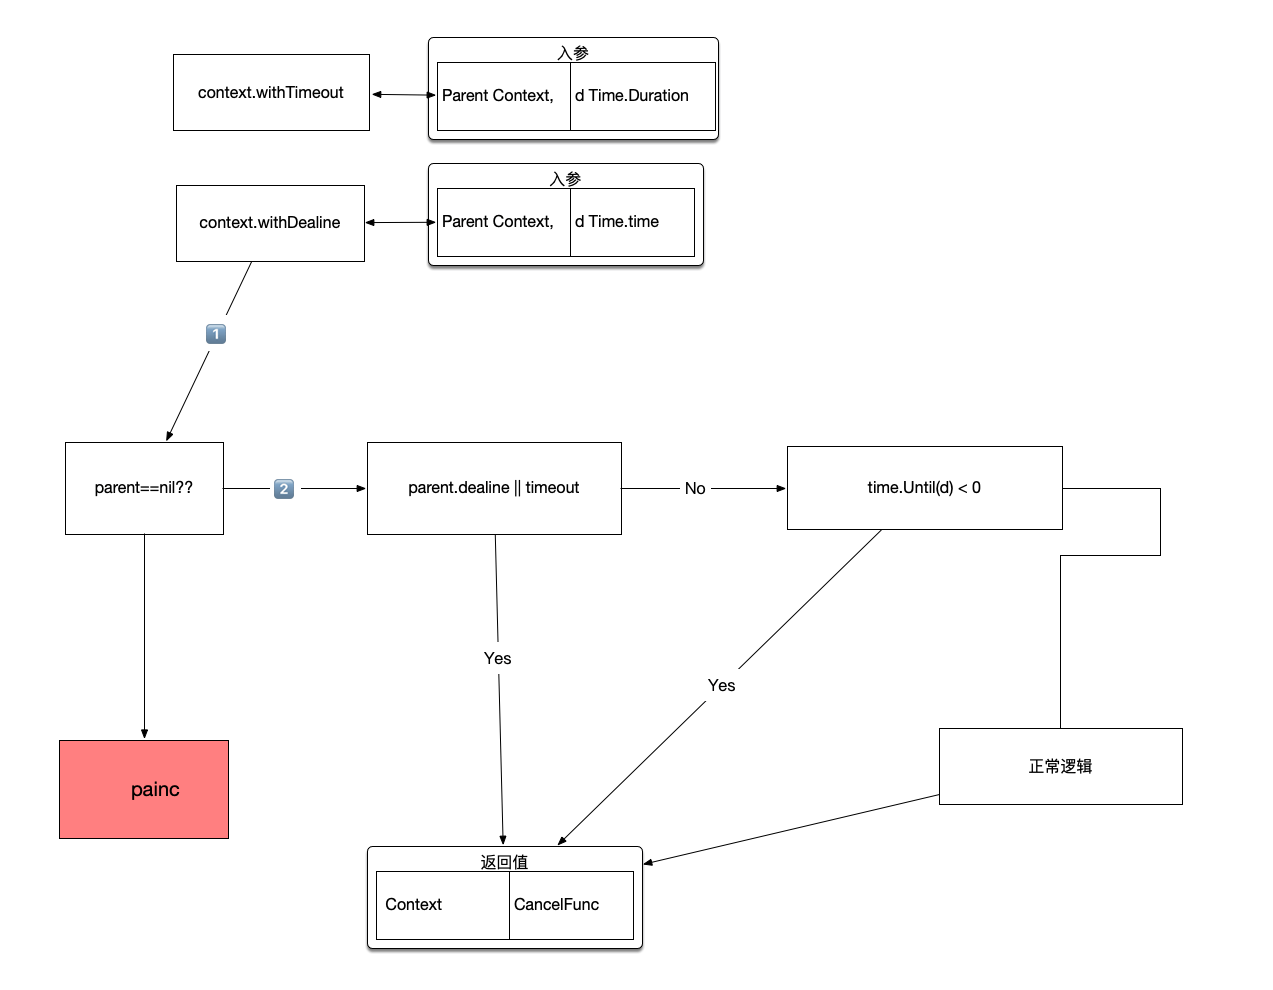 入参
context.withTimeout
Parent Context,
d Time.Duration
入参
context.withDealine
Parent Context,
d Time.time
1
parent==nil??
2
parent.dealine || timeout
No
time.Until(d) < 0
Yes
Yes
painc
正常逻辑
返回值
Context
CancelFunc